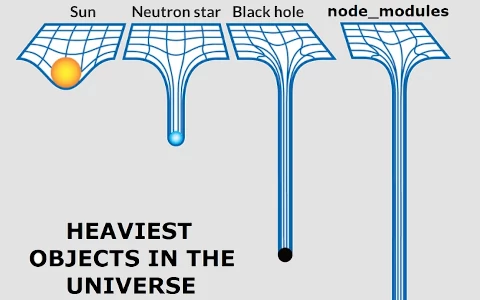 Sun
Neutron star
Black hole
node_modules
HEAVIEST
OBJECTS IN THE
UNIVERSE